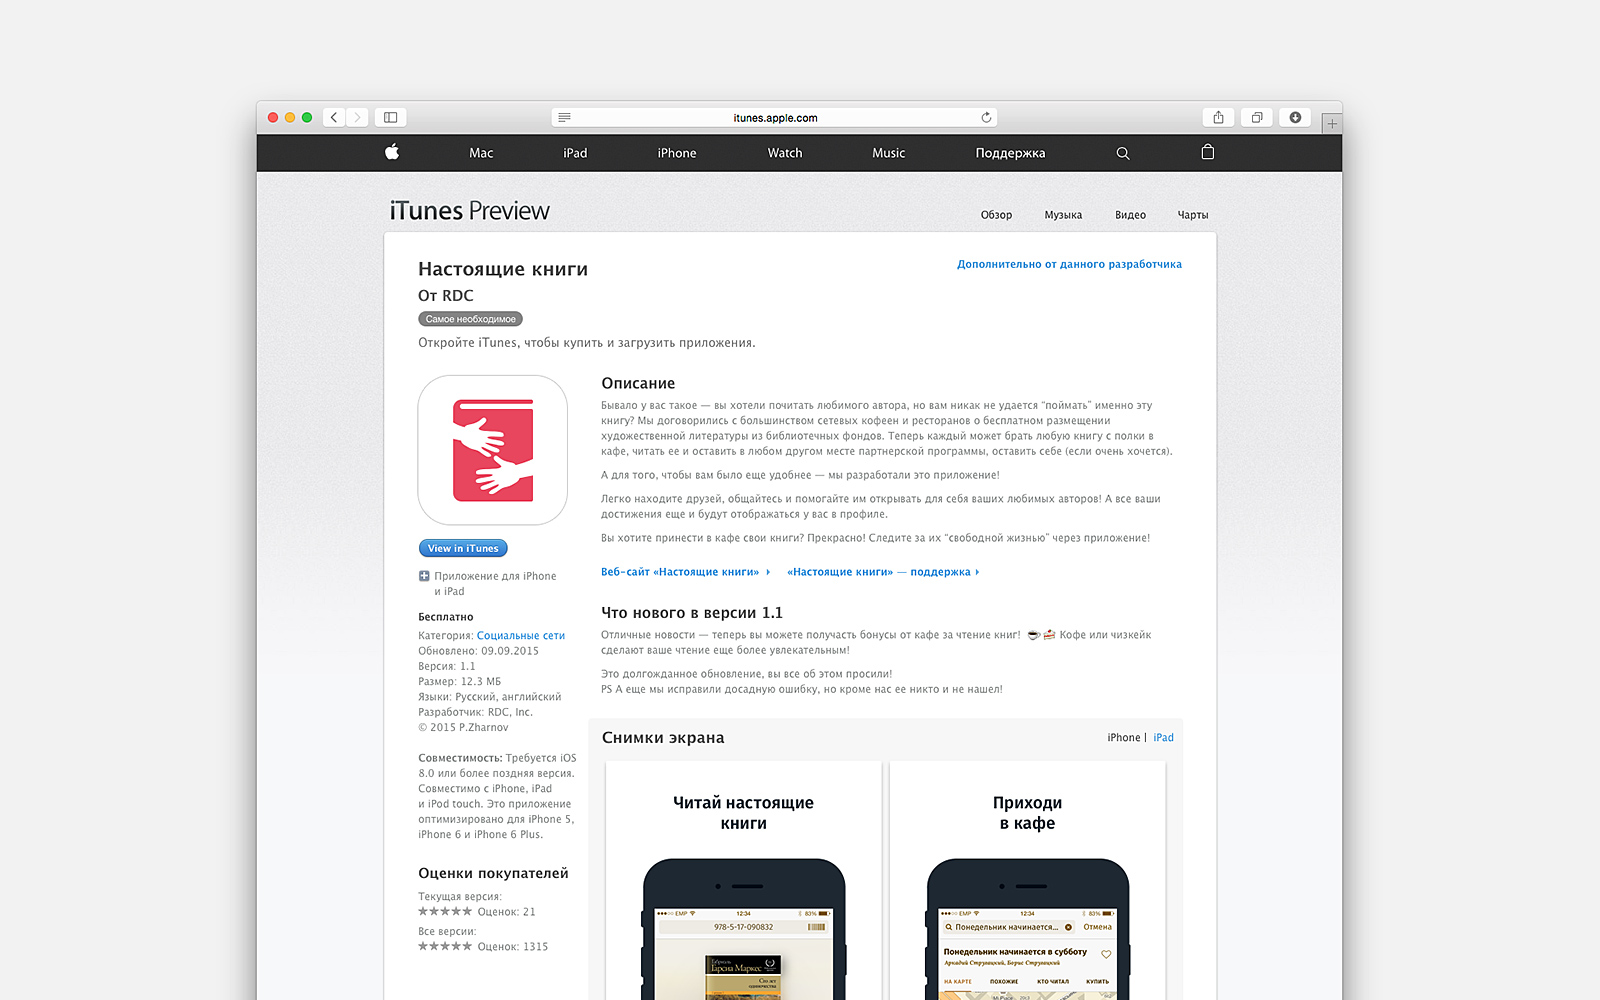 itunes.apple.com
Mac iPad iPhone Watch Music Поддержка
iTunes Preview
Обзор Музыка Видео Чарты
Настоящие книги
Дополнительно от данного разработчика
От RDC
Самое необходимое
Откройте iTunes, чтобы купить и загрузить приложения.
Описание
Бывало у вас такое — вы хотели почитать любимого автора, но вам никак не удается “поймать” именно эту
книгу? Мы договорились с большинством сетевых кофеен и ресторанов о бесплатном размещении
художественной литературы из библиотечных фондов. Теперь каждый может брать любую книгу с полки в
кафе, читать ее и оставить в любом другом месте партнерской программы, оставить себе (если очень хочется).
А для того, чтобы вам было еще удобнее — мы разработали это приложение!
Легко находите друзей, общайтесь и помогайте им открывать для себя ваших любимых авторов! А все ваши
достижения еще и будут отображаться у вас в профиле.
Вы хотите принести в кафе свои книги? Прекрасно! Следите за их “свободной жизнью” через приложение!
Веб-сайт «Настоящие книги» «Настоящие книги» — поддержка
Что нового в версии 1.1
Отличные новости — теперь вы можете получать бонусы от кафе за чтение книг! ☕🍰 Кофе или чизкейк
сделают ваше чтение еще более увлекательным!
Это долгожданное обновление, вы все об этом просили!
PS А еще мы исправили досадную ошибку, но кроме нас ее никто и не нашел!
View in iTunes
Приложение для iPhone
и iPad
Бесплатно
Категория: Социальные сети
Обновлено: 09.09.2015
Версия: 1.1
Размер: 12.3 МБ
Языки: Русский, английский
Разработчик: RDC, Inc.
© 2015 P.Zharnov
Совместимость: Требуется iOS
8.0 или более поздняя версия.
Совместимо с iPhone, iPad
и iPod touch. Это приложение
оптимизировано для iPhone 5,
iPhone 6 и iPhone 6 Plus.
Оценки покупателей
Текущая версия:
★★★★★ Оценок: 21
Все версии:
★★★★★ Оценок: 1315
Снимки экрана
iPhone | iPad
Читай настоящие
книги
EMP 12:34 83%
978-5-17-090832
Габриэль
Гарсиа Маркес
Сто лет
одиночества
Приходи
в кафе
EMP 12:34 83%
Понедельник начинается... Отмена
Понедельник начинается в субботу
Аркадий Стругацкий, Борис Стругацкий
НА КАРТЕ ПОХОЖИЕ КТО ЧИТАЛ КУПИТЬ